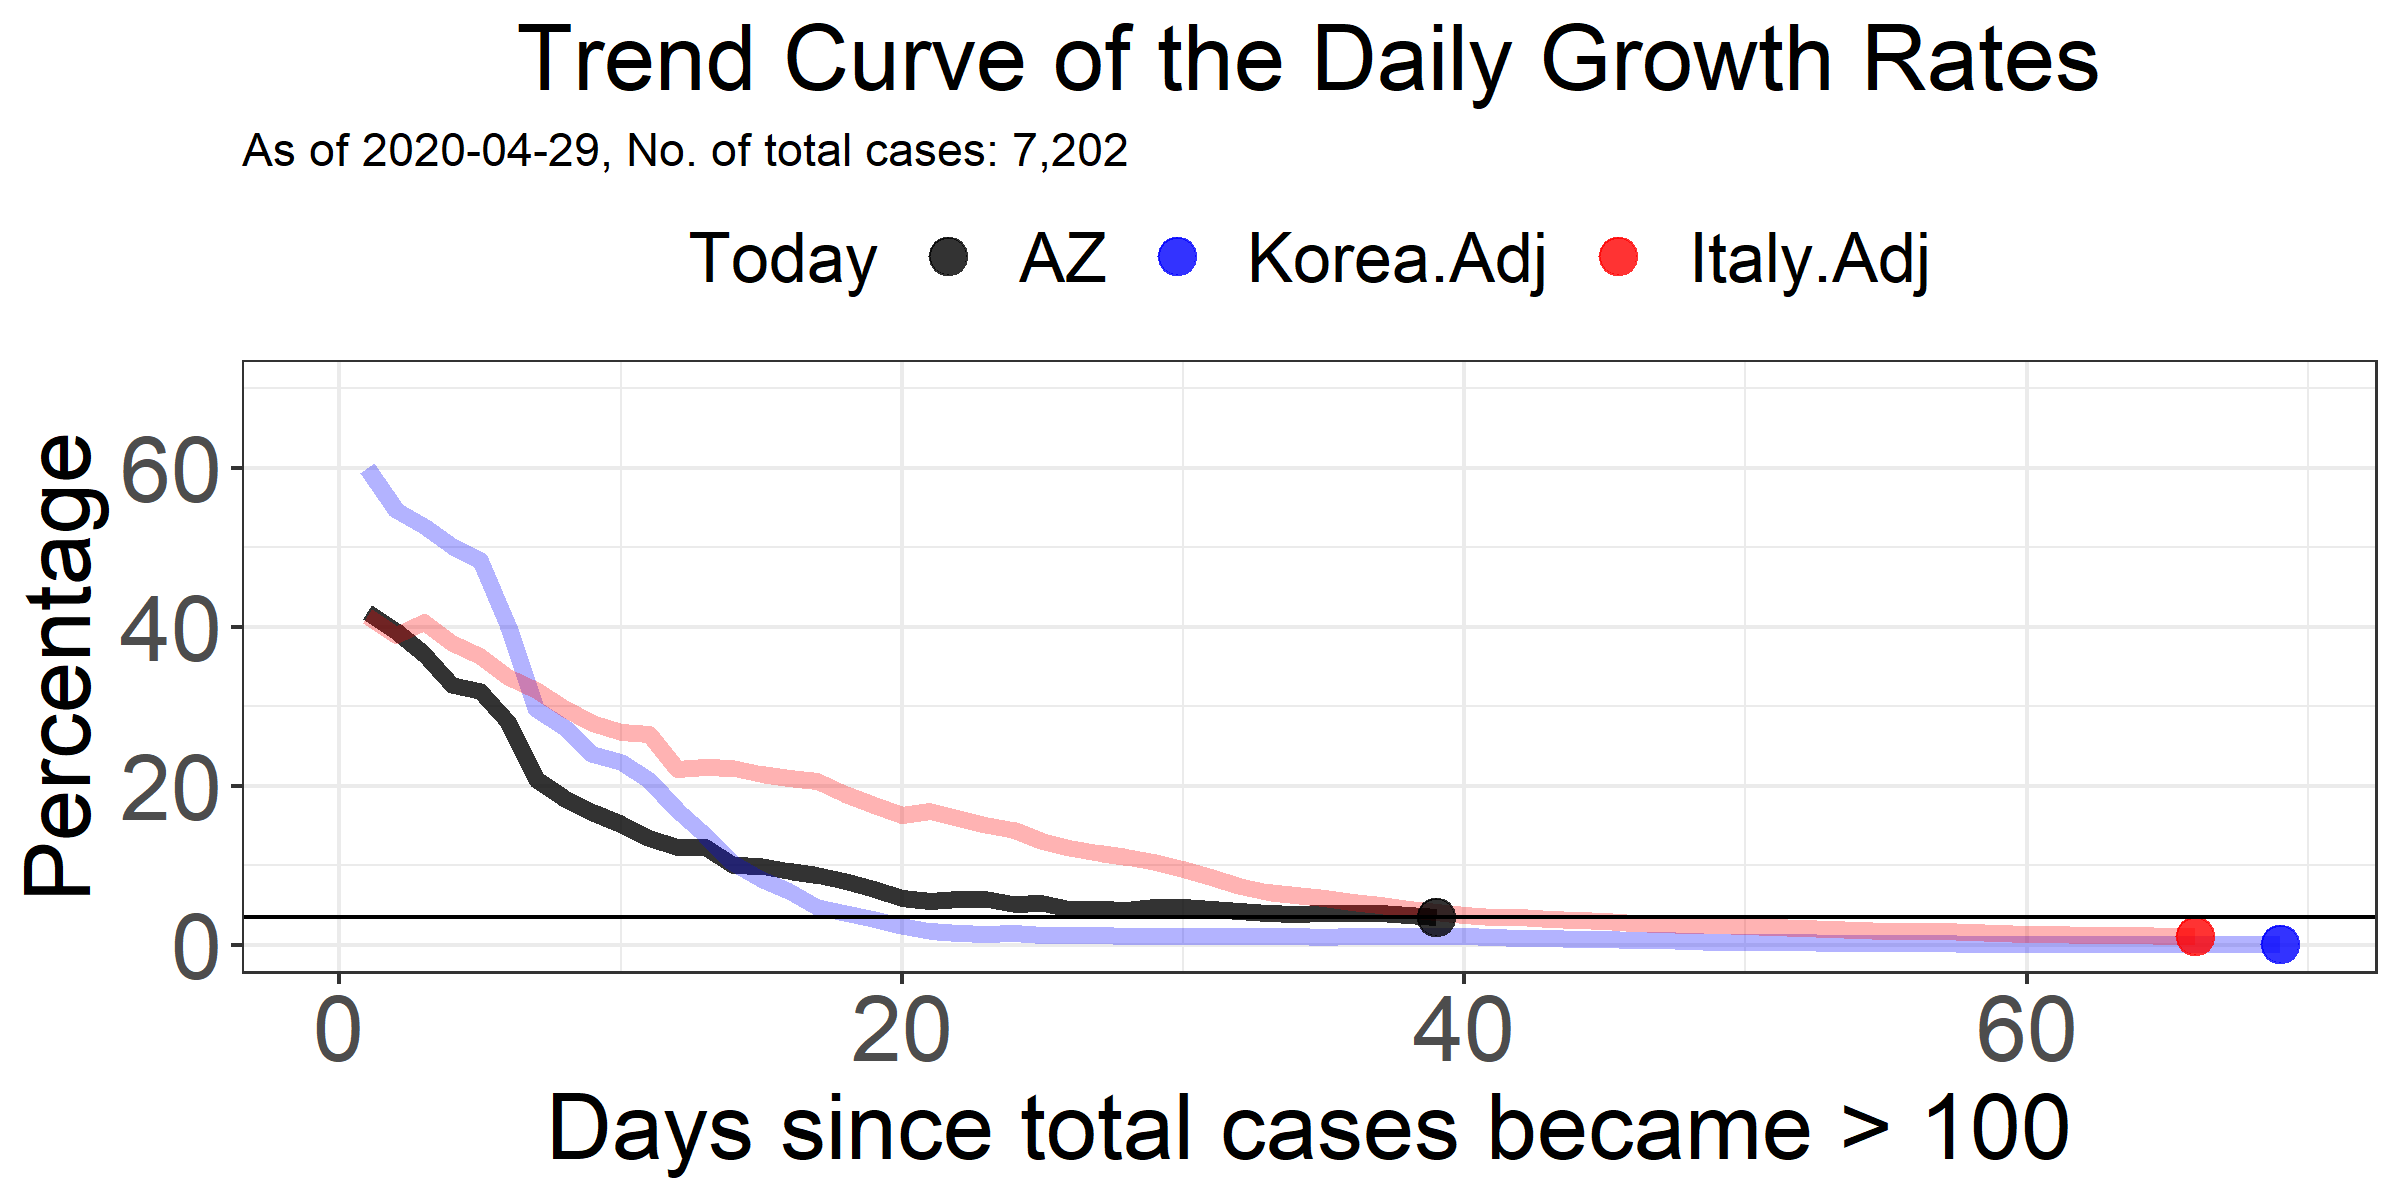 Trend Curve of the Daily Growth Rates
As of 2020-04-29, No. of total cases: 7,202
Today AZ Korea.Adj Italy.Adj
Percentage
60
40
20
0
0 20 40 60
Days since total cases became > 100